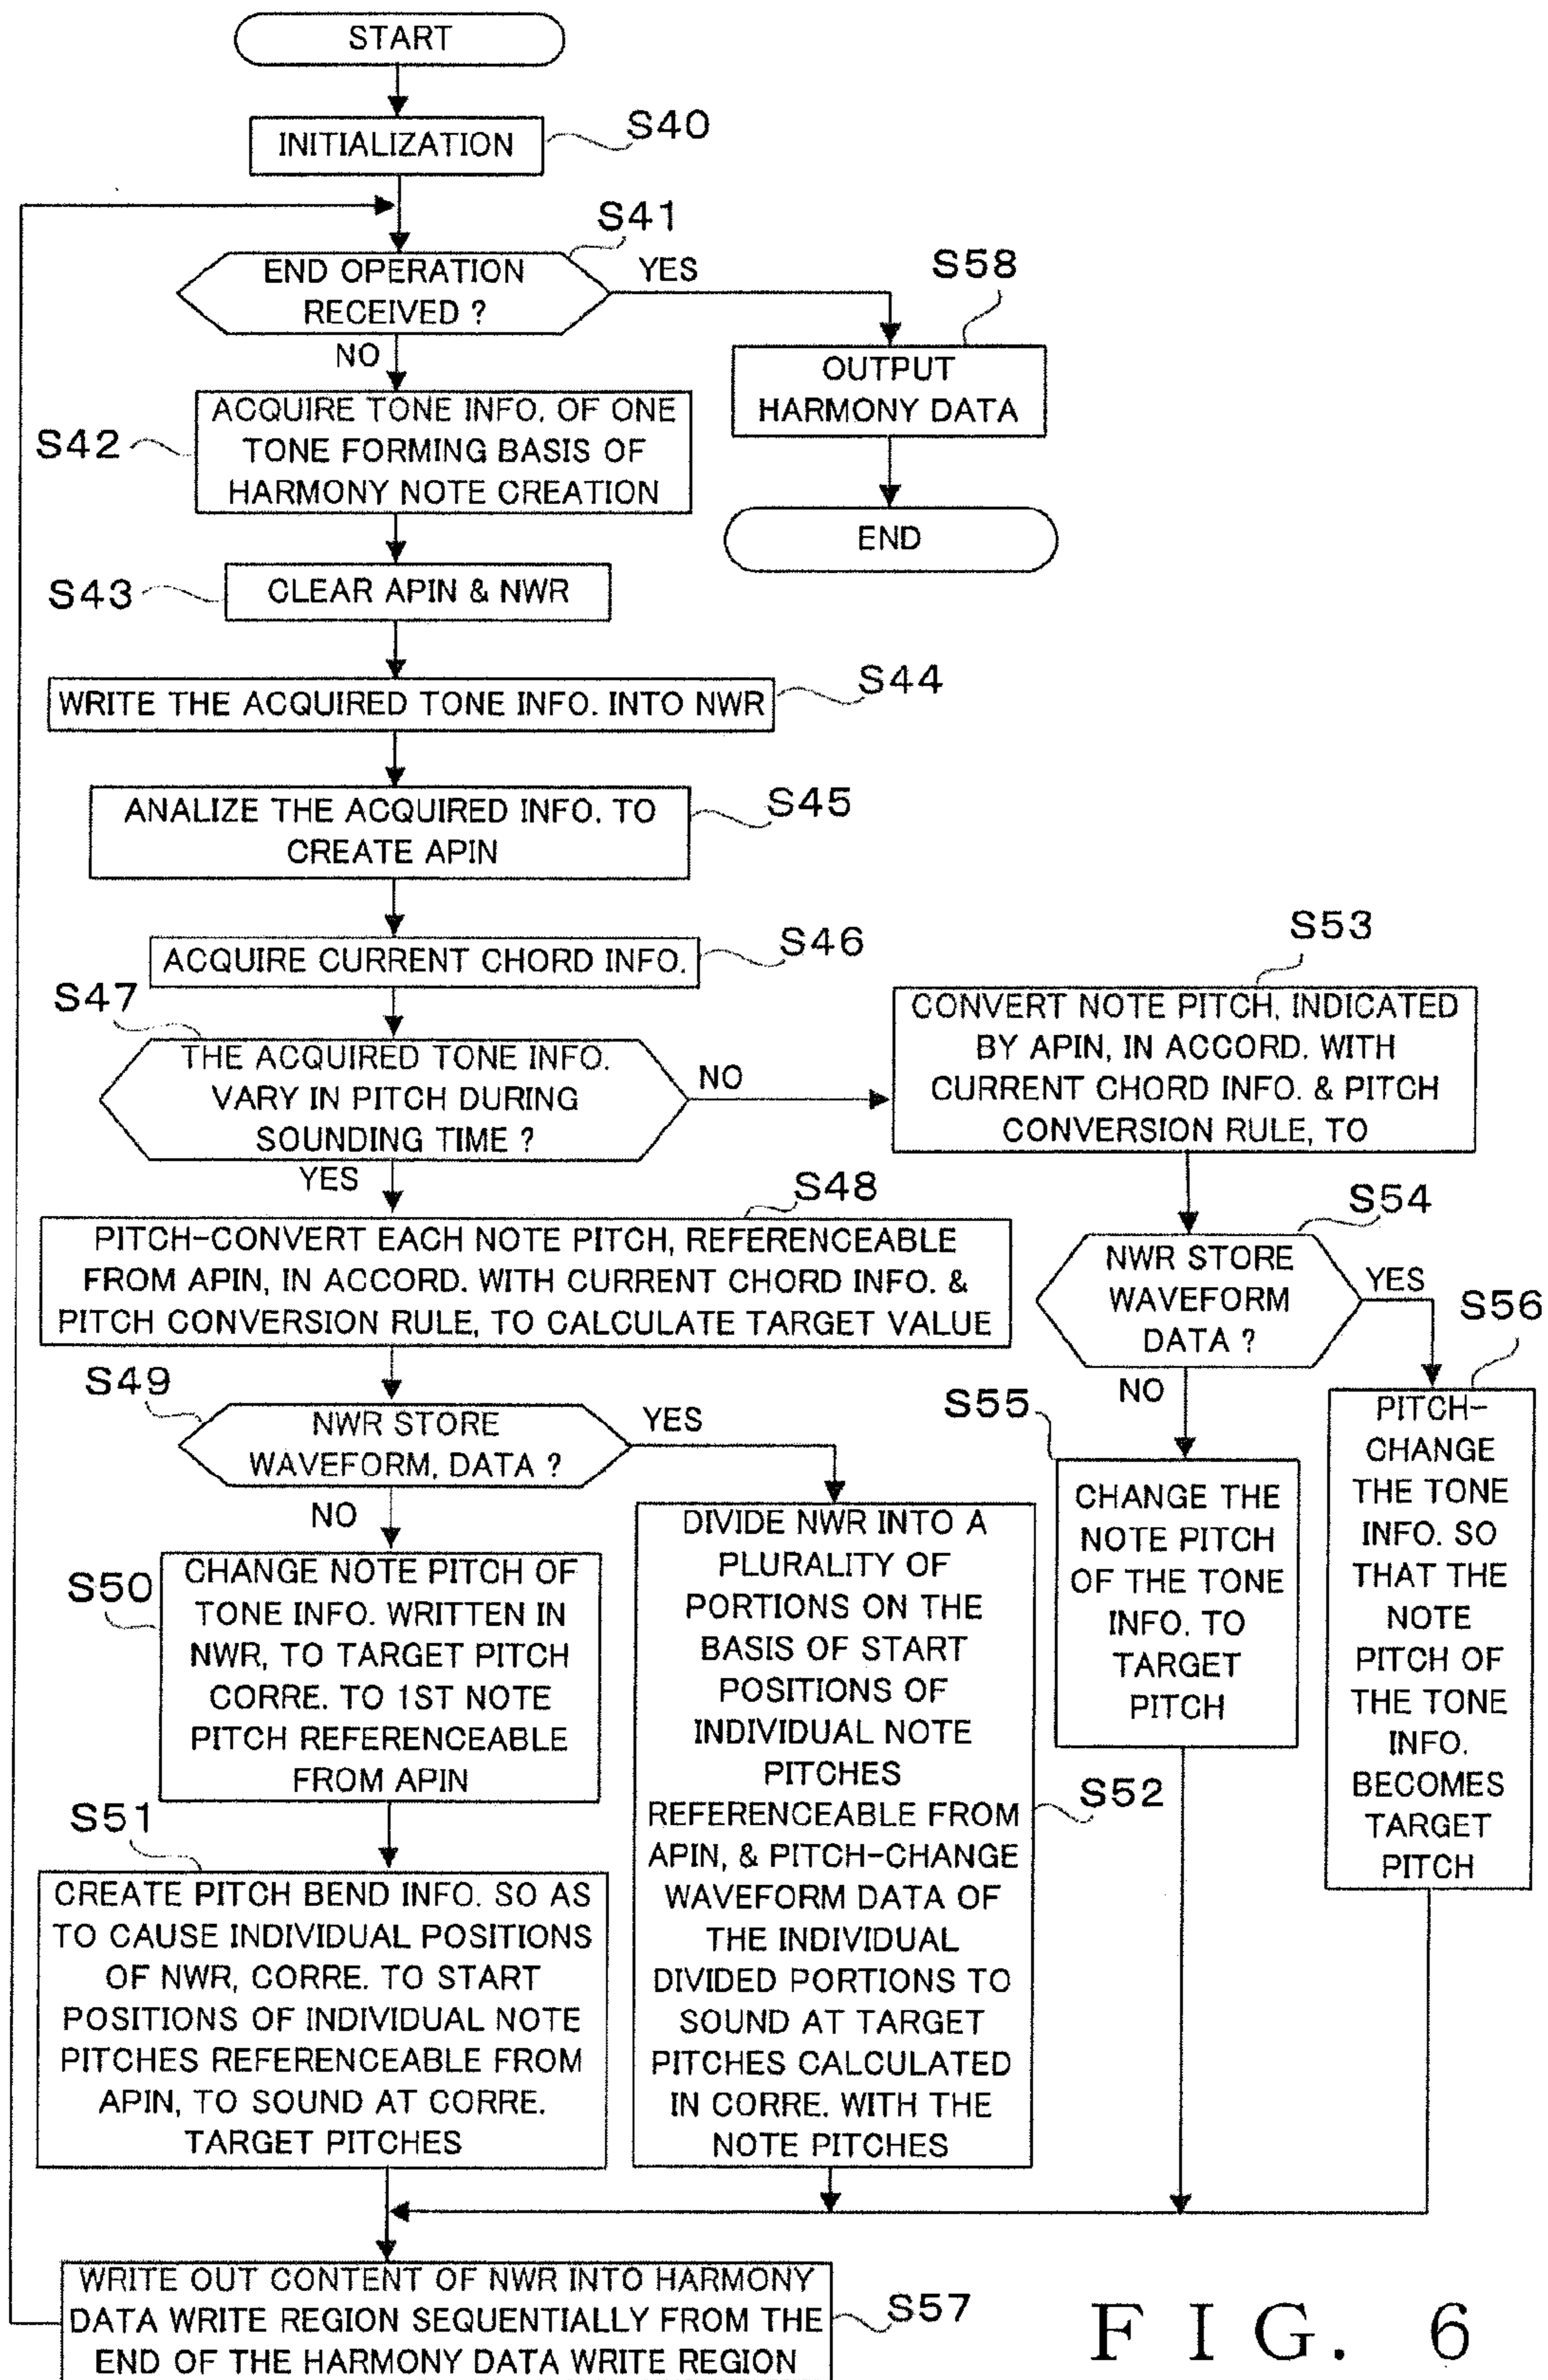 START
INITIALIZATION
S40
S41
END OPERATION
RECEIVED ?
YES
NO
S58
OUTPUT
HARMONY DATA
END
S42
ACQUIRE TONE INFO. OF ONE
TONE FORMING BASIS OF
HARMONY NOTE CREATION
S43
CLEAR APIN & NWR
S44
WRITE THE ACQUIRED TONE INFO. INTO NWR
S45
ANALIZE THE ACQUIRED INFO. TO
CREATE APIN
S46
ACQUIRE CURRENT CHORD INFO.
S47
THE ACQUIRED TONE INFO.
VARY IN PITCH DURING
SOUNDING TIME ?
NO
YES
S53
CONVERT NOTE PITCH, INDICATED
BY APIN, IN ACCORD. WITH
CURRENT CHORD INFO. & PITCH
CONVERSION RULE, TO
S48
PITCH-CONVERT EACH NOTE PITCH, REFERENCEABLE
FROM APIN, IN ACCORD. WITH CURRENT CHORD INFO. &
PITCH CONVERSION RULE, TO CALCULATE TARGET VALUE
S54
NWR STORE
WAVEFORM
DATA ?
YES
NO
S49
NWR STORE
WAVEFORM, DATA ?
YES
NO
S50
CHANGE NOTE PITCH OF
TONE INFO. WRITTEN IN
NWR, TO TARGET PITCH
CORRE. TO 1ST NOTE
PITCH REFERENCEABLE
FROM APIN
S51
CREATE PITCH BEND INFO. SO AS
TO CAUSE INDIVIDUAL POSITIONS
OF NWR, CORRE. TO START
POSITIONS OF INDIVIDUAL NOTE
PITCHES REFERENCEABLE FROM
APIN, TO SOUND AT CORRE.
TARGET PITCHES
S52
DIVIDE NWR INTO A
PLURALITY OF
PORTIONS ON THE
BASIS OF START
POSITIONS OF
INDIVIDUAL NOTE
PITCHES
REFERENCEABLE FROM
APIN, & PITCH-CHANGE
WAVEFORM DATA OF
THE INDIVIDUAL
DIVIDED PORTIONS TO
SOUND AT TARGET
PITCHES CALCULATED
IN CORRE. WITH THE
NOTE PITCHES
S55
CHANGE THE
NOTE PITCH
OF THE TONE
INFO. TO
TARGET
PITCH
S56
PITCH-
CHANGE
THE TONE
INFO. SO
THAT THE
NOTE
PITCH OF
THE TONE
INFO.
BECOMES
TARGET
PITCH
S57
WRITE OUT CONTENT OF NWR INTO HARMONY
DATA WRITE REGION SEQUENTIALLY FROM THE
END OF THE HARMONY DATA WRITE REGION
FIG. 6